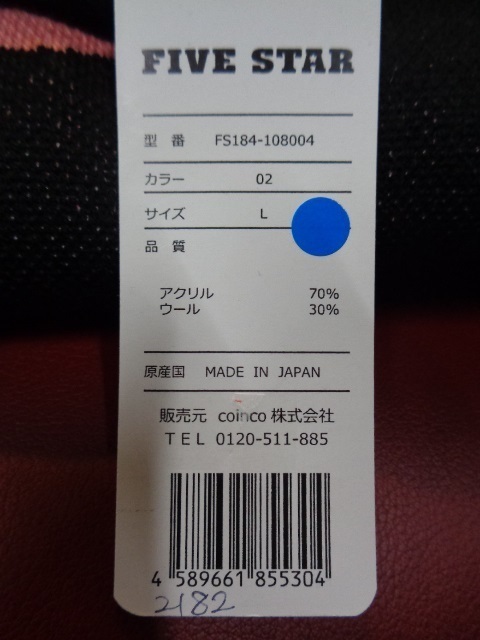 FIVE STAR
型 番 FS184-108004
カラー 02
サイズ L
品 質
アクリル 70%
ウール 30%
原産国 MADE IN JAPAN
販売元 coinco 株式会社
TEL 0120-511-885
4 589661 855304
2182